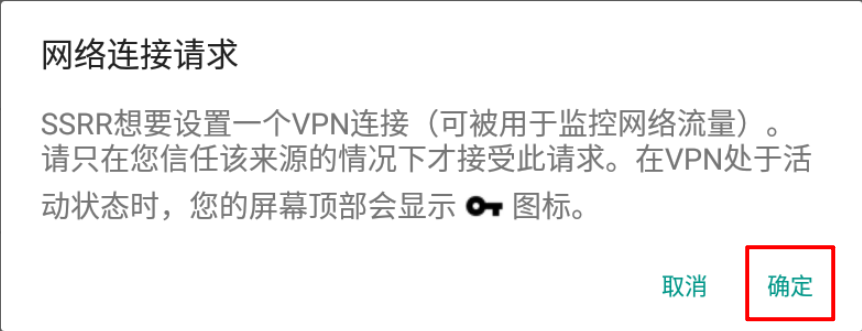 网络连接请求
SSRR想要设置一个VPN连接（可被用于监控网络流量）。
请只在您信任该来源的情况下才接受此请求。在VPN处于活
动状态时，您的屏幕顶部会显示 图标。
取消 确定